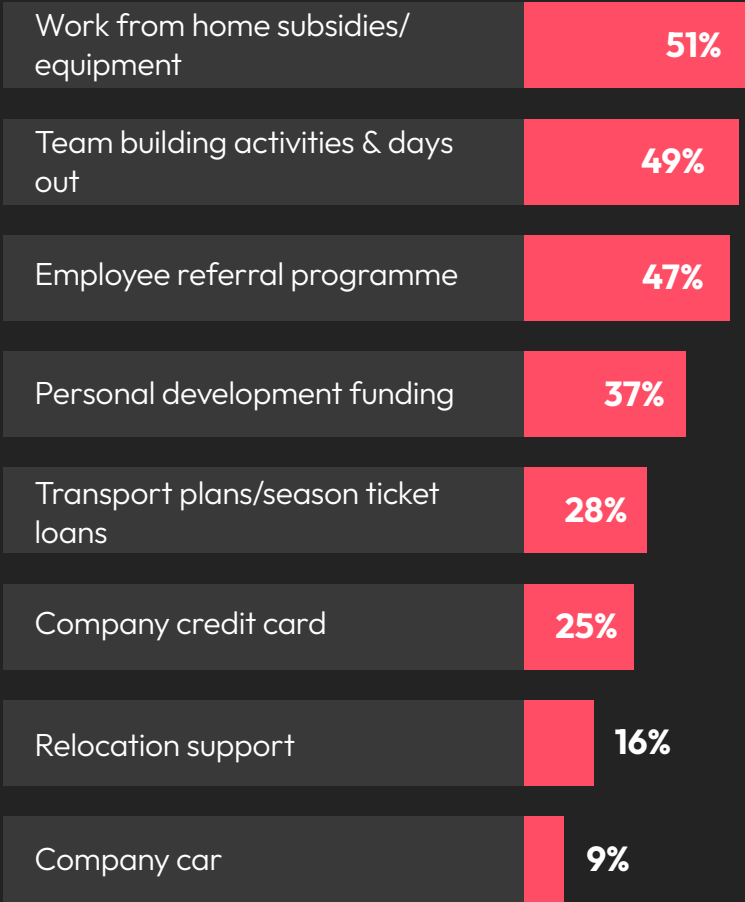 Work from home subsidies/
equipment
51%
Team building activities & days
out
49%
Employee referral programme
47%
Personal development funding
37%
Transport plans/season ticket
loans
28%
Company credit card
25%
Relocation support
16%
Company car
9%